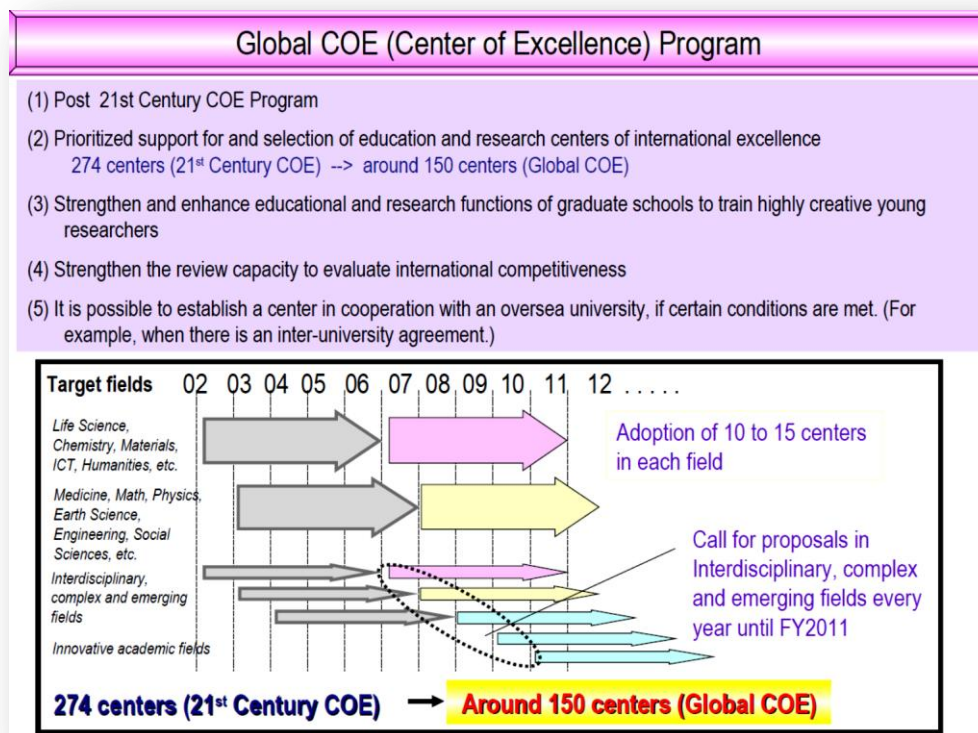 Global COE (Center of Excellence) Program
(1) Post 21st Century COE Program
(2) Prioritized support for and selection of education and research centers of international excellence
274 centers (21st Century COE) --> around 150 centers (Global COE)
(3) Strengthen and enhance educational and research functions of graduate schools to train highly creative young
researchers
(4) Strengthen the review capacity to evaluate international competitiveness
(5) It is possible to establish a center in cooperation with an oversea university, if certain conditions are met. (For
example, when there is an inter-university agreement.)
Target fields 02 03 04 05 06 07 08 09 10 11 12 . . . . .
Life Science,
Chemistry, Materials,
ICT, Humanities, etc.
Adoption of 10 to 15 centers
in each field
Medicine, Math, Physics,
Earth Science,
Engineering, Social
Sciences, etc.
Interdisciplinary,
complex and emerging
fields
Innovative academic fields
Call for proposals in
Interdisciplinary, complex
and emerging fields every
year until FY2011
274 centers (21st Century COE) Around 150 centers (Global COE)